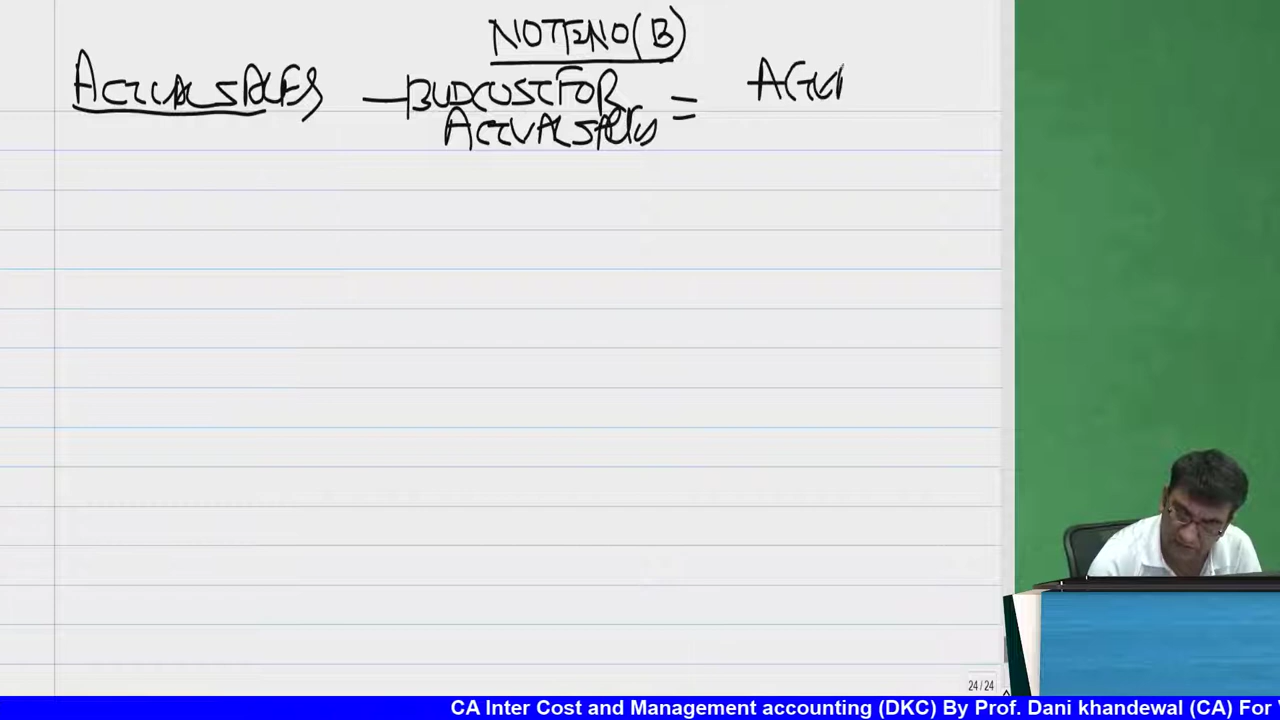 NOTE NO (B)
ACTUAL SALES — BUD COST FOR ACTUAL SALES = ACTU
24 / 24
CA Inter Cost and Management accounting (DKC) By Prof. Dani khandewal (CA) For